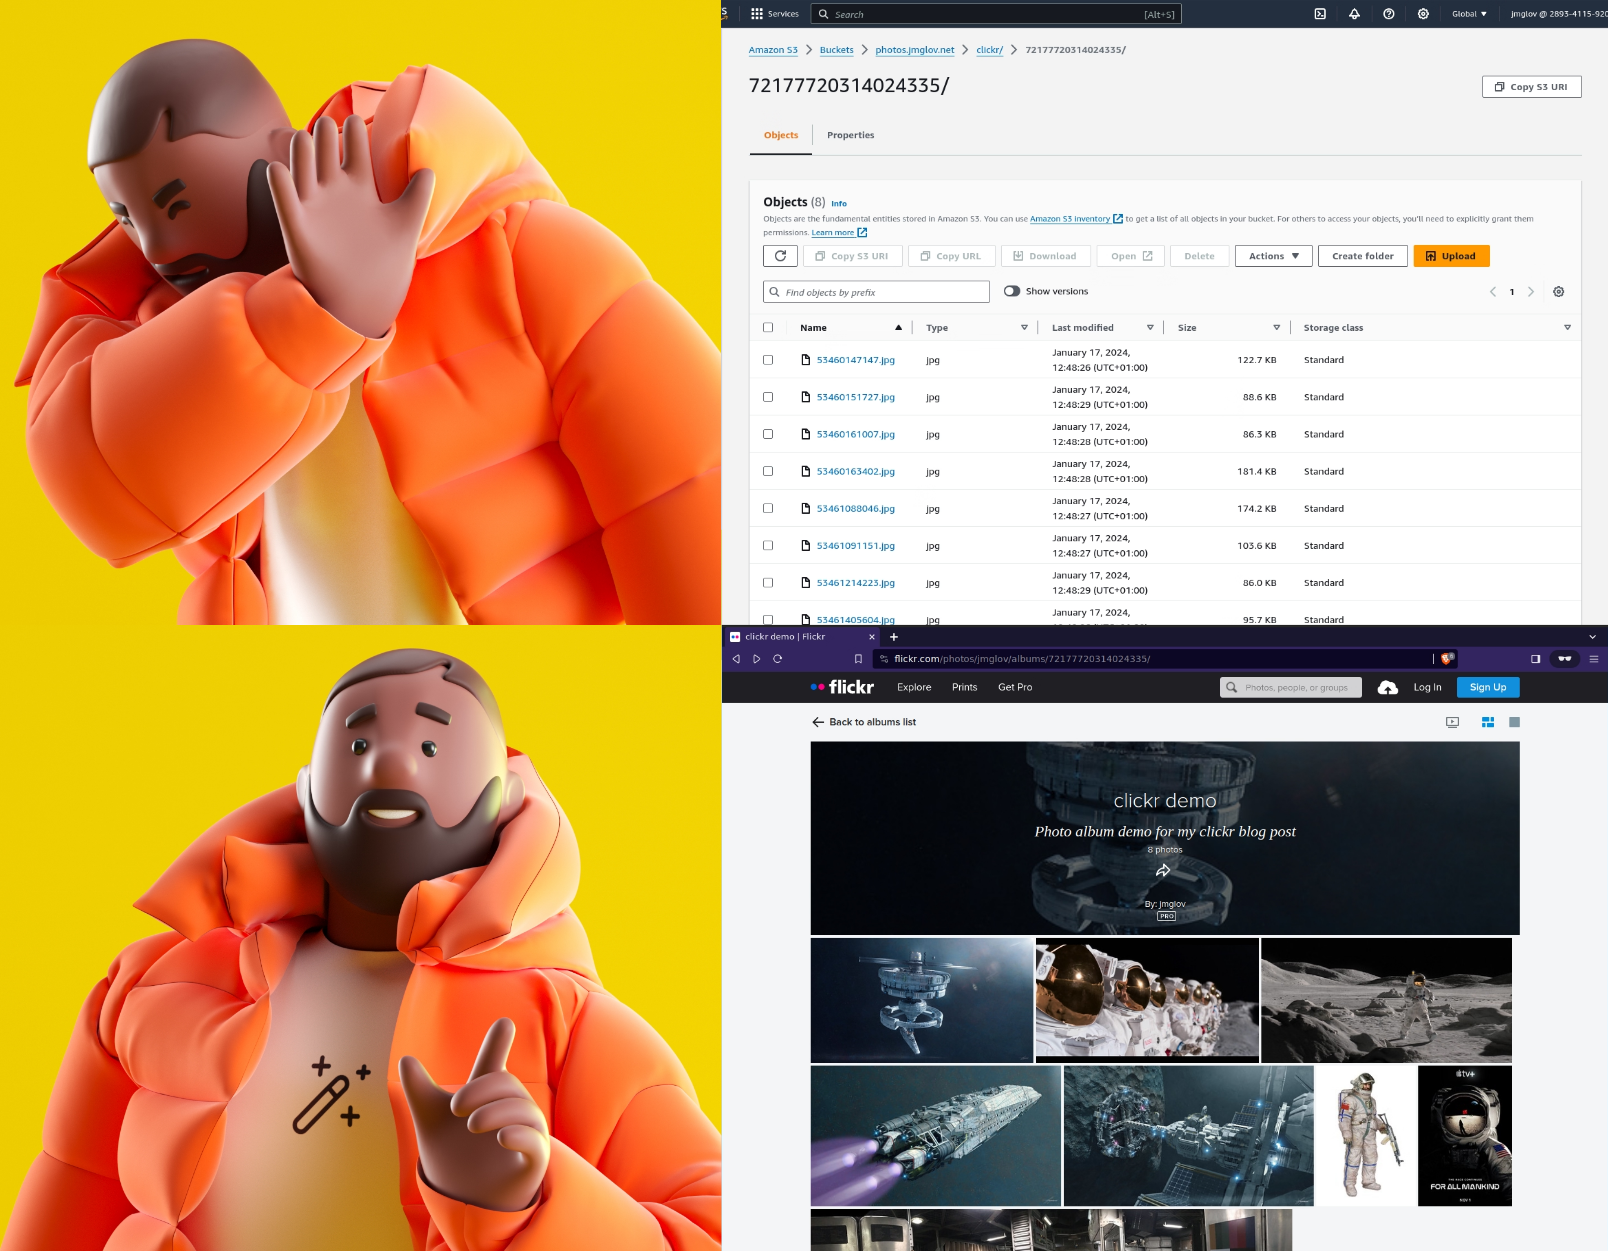 Services
Search
[Alt+S]
Global
jmglov @ 2893-4115-920
Amazon S3
Buckets
photos.jmglov.net
clickr/
72177720314024335/
72177720314024335/
Copy S3 URI
Objects
Properties
Objects (8)
Info
Objects are the fundamental entities stored in Amazon S3. You can use Amazon S3 inventory to get a list of all objects in your bucket. For others to access your objects, you'll need to explicitly grant them
permissions. Learn more
Copy S3 URI
Copy URL
Download
Open
Delete
Actions
Create folder
Upload
Find objects by prefix
Show versions
1
Name
Type
Last modified
Size
Storage class
53460147147.jpg
jpg
January 17, 2024,
12:48:26 (UTC+01:00)
122.7 KB
Standard
53460151727.jpg
jpg
January 17, 2024,
12:48:29 (UTC+01:00)
88.6 KB
Standard
53460161007.jpg
jpg
January 17, 2024,
12:48:28 (UTC+01:00)
86.3 KB
Standard
53460163402.jpg
jpg
January 17, 2024,
12:48:28 (UTC+01:00)
181.4 KB
Standard
53461088046.jpg
jpg
January 17, 2024,
12:48:27 (UTC+01:00)
174.2 KB
Standard
53461091151.jpg
jpg
January 17, 2024,
12:48:27 (UTC+01:00)
103.6 KB
Standard
53461214223.jpg
jpg
January 17, 2024,
12:48:29 (UTC+01:00)
86.0 KB
Standard
53461405604.jpg
jpg
January 17, 2024,
95.7 KB
Standard
clickr demo | Flickr
flickr.com/photos/jmglov/albums/72177720314024335/
flickr
Explore
Prints
Get Pro
Photos, people, or groups
Log In
Sign Up
Back to albums list
clickr demo
Photo album demo for my clickr blog post
8 photos
By: jmglov
PRO
tv+
FOR ALL MANKIND
NOV 1